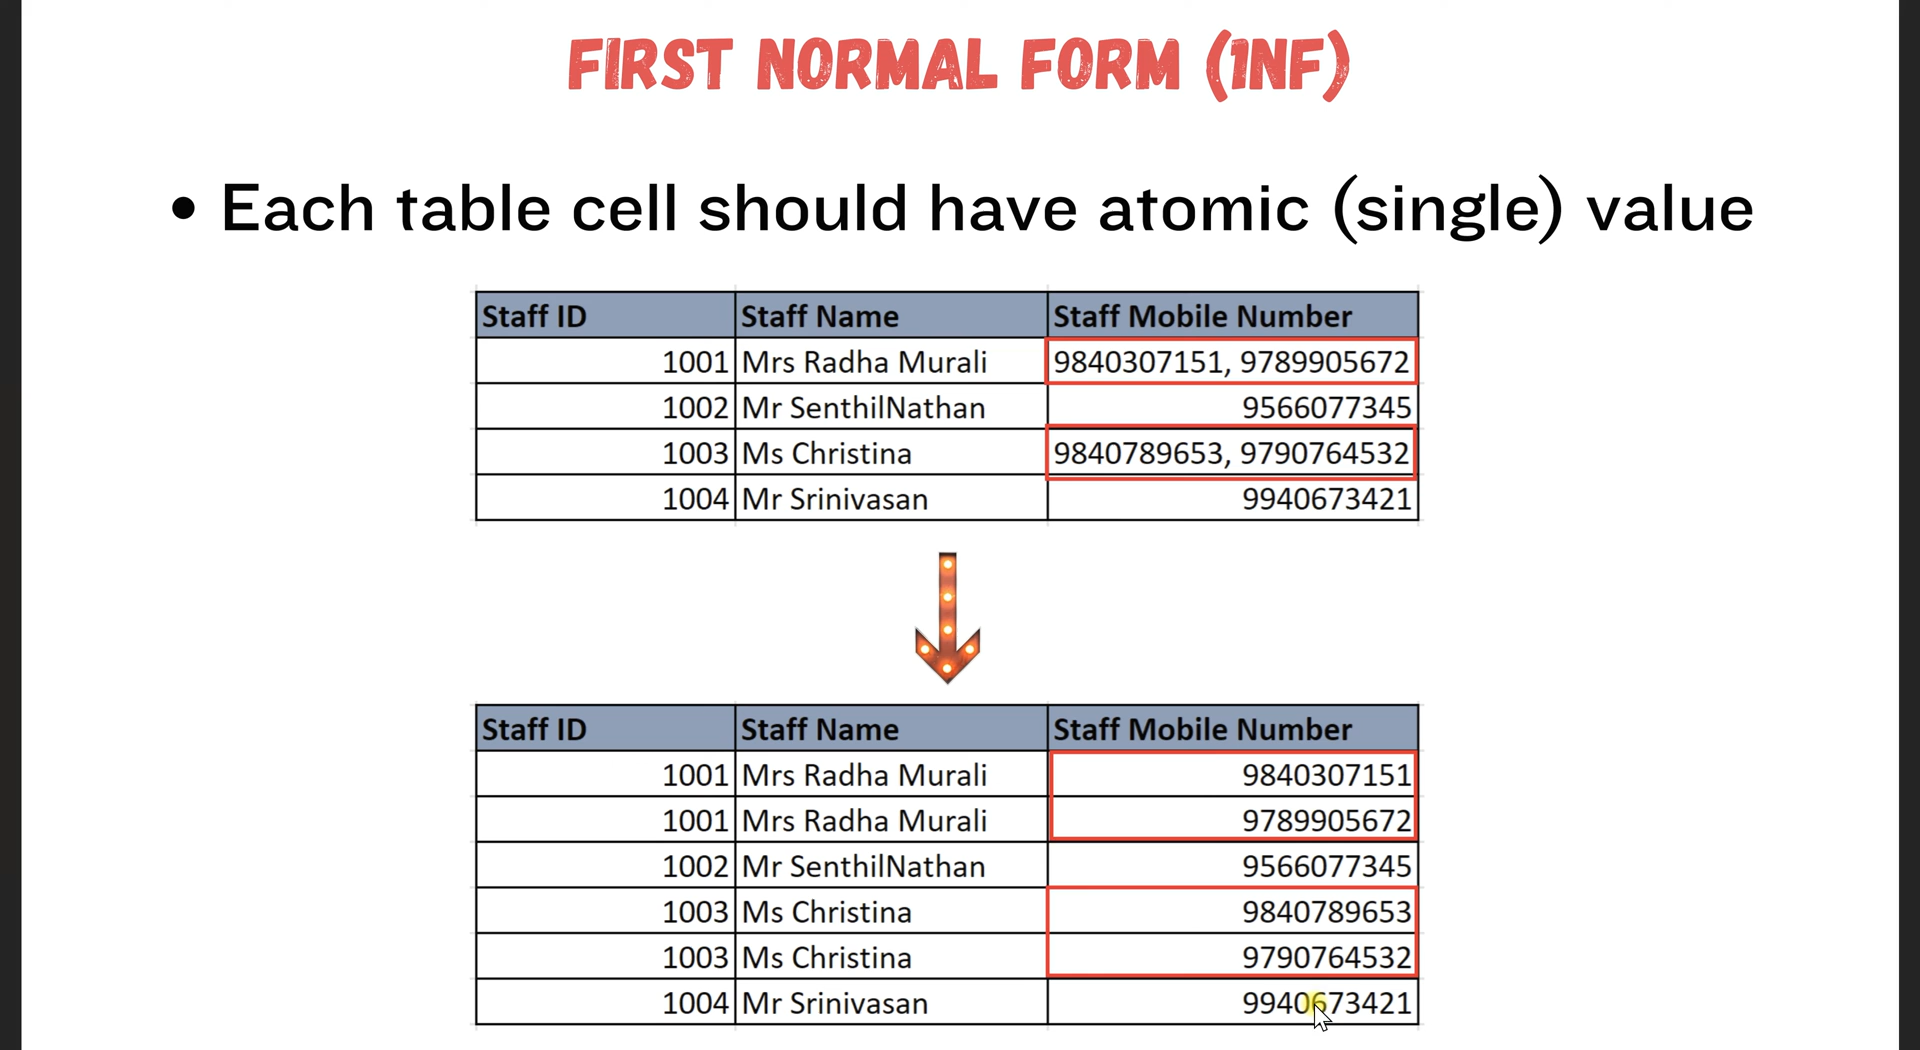 FIRST NORMAL FORM (1NF)
• Each table cell should have atomic (single) value
Staff ID Staff Name Staff Mobile Number
1001 Mrs Radha Murali 9840307151, 9789905672
1002 Mr SenthilNathan 9566077345
1003 Ms Christina 9840789653, 9790764532
1004 Mr Srinivasan 9940673421
Staff ID Staff Name Staff Mobile Number
1001 Mrs Radha Murali 9840307151
1001 Mrs Radha Murali 9789905672
1002 Mr SenthilNathan 9566077345
1003 Ms Christina 9840789653
1003 Ms Christina 9790764532
1004 Mr Srinivasan 9940673421